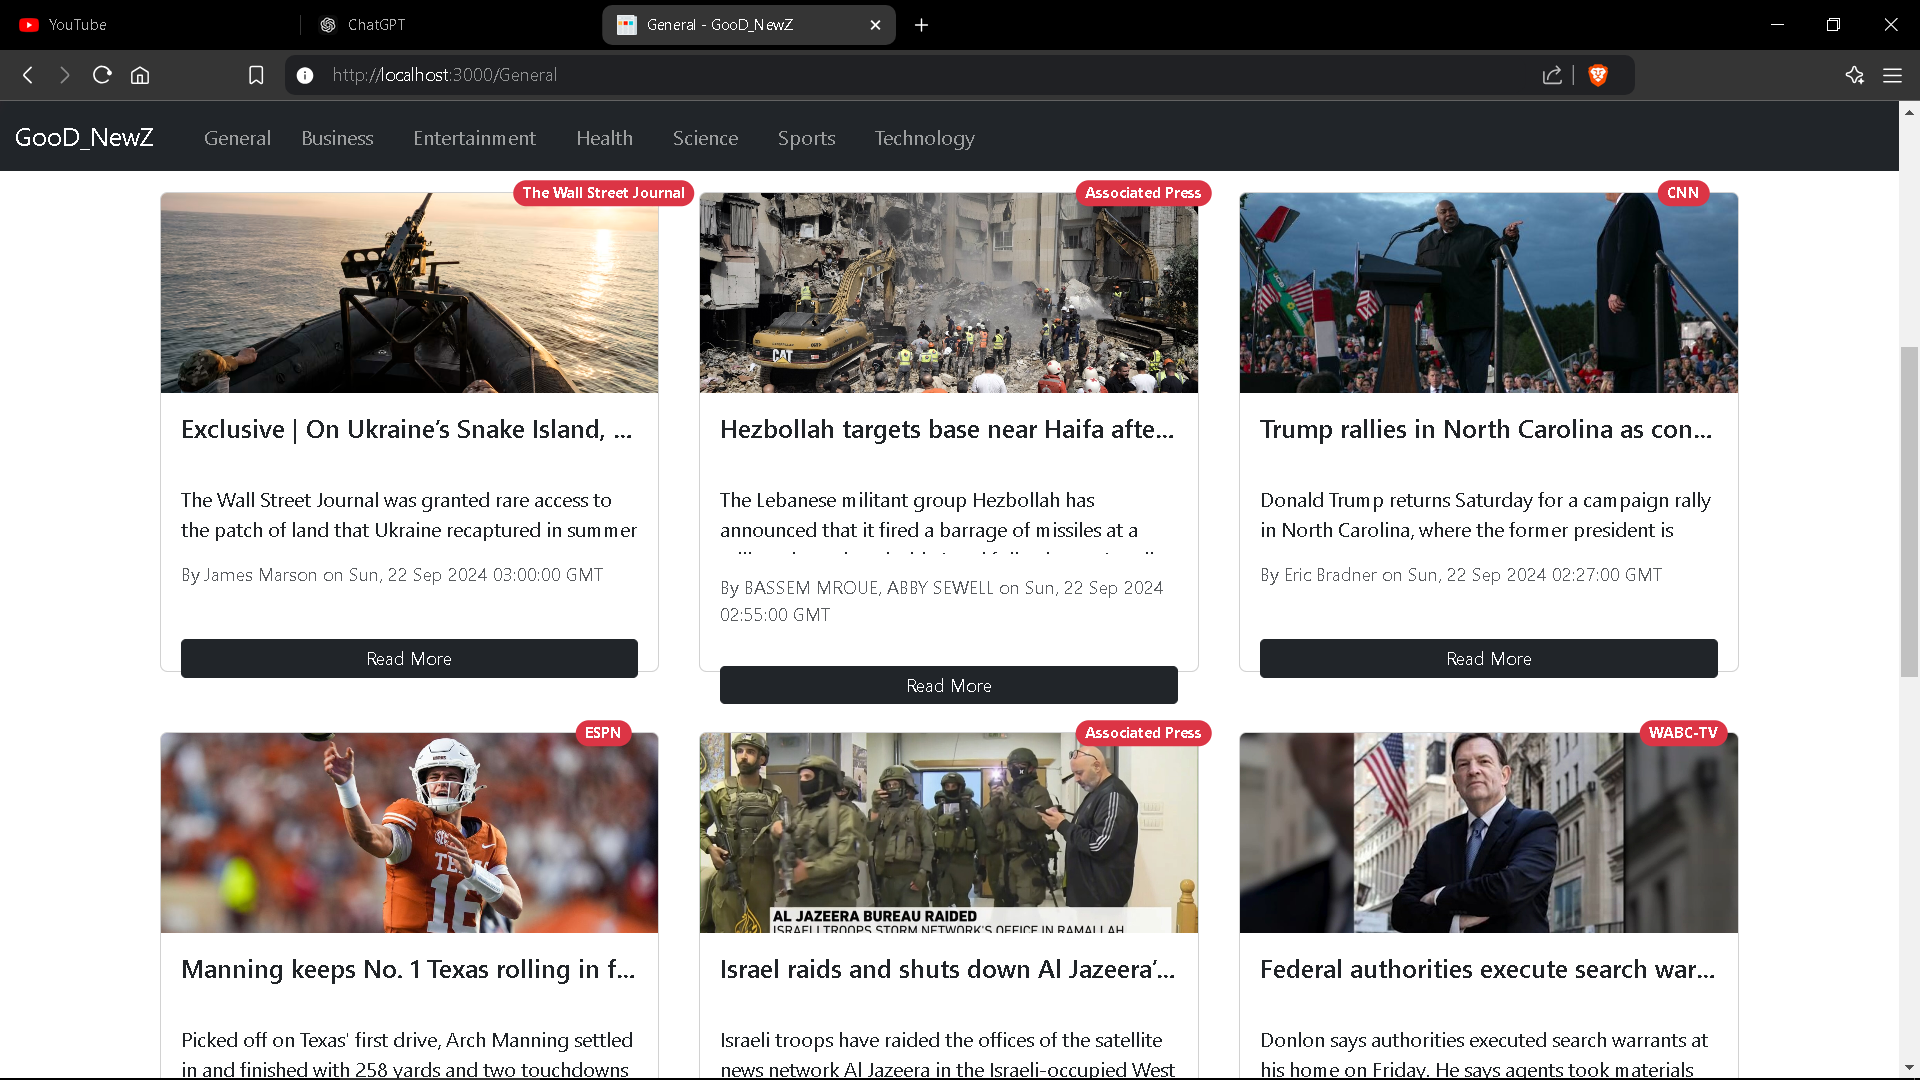 YouTube
ChatGPT
General - GooD_NewZ
http://localhost:3000/General
GooD_NewZ
General
Business
Entertainment
Health
Science
Sports
Technology
The Wall Street Journal
Exclusive | On Ukraine’s Snake Island, ...
The Wall Street Journal was granted rare access to
the patch of land that Ukraine recaptured in summer
By James Marson on Sun, 22 Sep 2024 03:00:00 GMT
Read More
Associated Press
CAT
Hezbollah targets base near Haifa afte...
The Lebanese militant group Hezbollah has
announced that it fired a barrage of missiles at a
By BASSEM MROUE, ABBY SEWELL on Sun, 22 Sep 2024
02:55:00 GMT
Read More
CNN
Trump rallies in North Carolina as con...
Donald Trump returns Saturday for a campaign rally
in North Carolina, where the former president is
By Eric Bradner on Sun, 22 Sep 2024 02:27:00 GMT
Read More
ESPN
16
Manning keeps No. 1 Texas rolling in f...
Picked off on Texas' first drive, Arch Manning settled
in and finished with 258 yards and two touchdowns
Associated Press
AL JAZEERA BUREAU RAIDED
ISRAELI TROOPS STORM NETWORK'S OFFICE IN RAMALLAH
Israel raids and shuts down Al Jazeera’...
Israeli troops have raided the offices of the satellite
news network Al Jazeera in the Israeli-occupied West
WABC-TV
Federal authorities execute search war...
Donlon says authorities executed search warrants at
his home on Friday. He says agents took materials